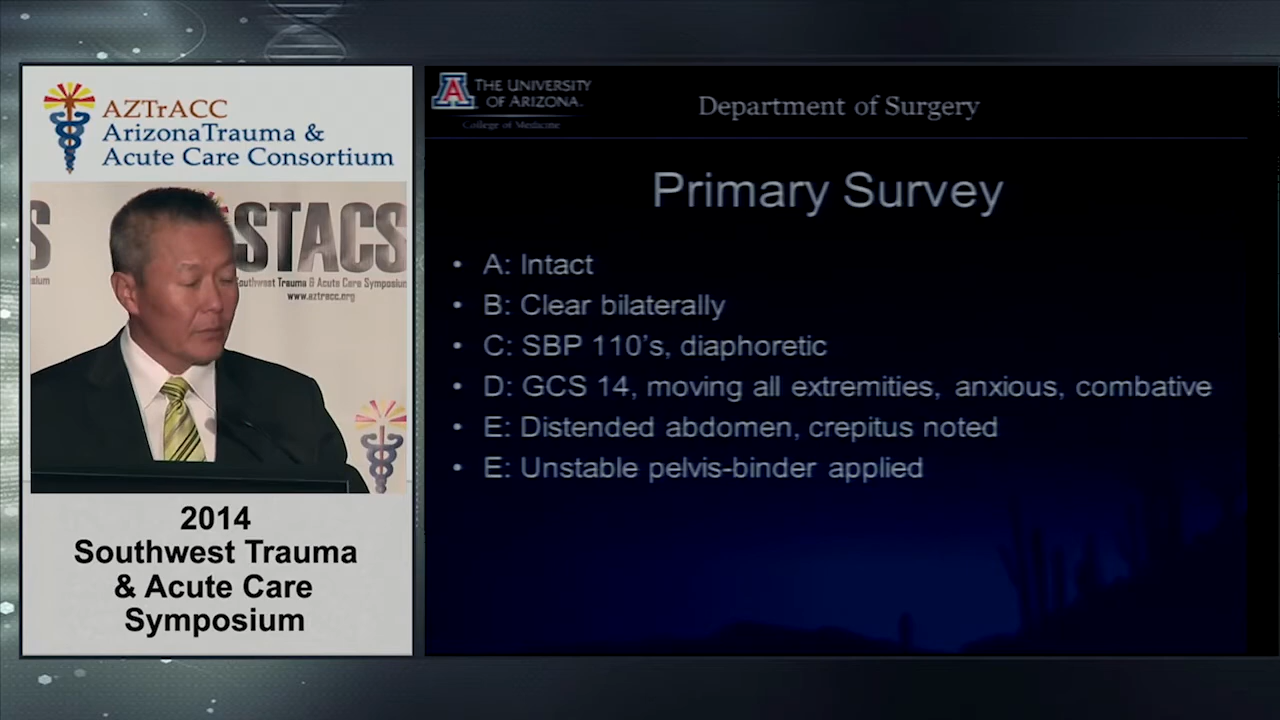 AZTrACC
ArizonaTrauma &
Acute Care Consortium
S
STACS
Southwest Trauma & Acute Care Symposium
www.aztracc.org
2014
Southwest Trauma
& Acute Care
Symposium
A
THE UNIVERSITY
OF ARIZONA.
College of Medicine
Department of Surgery
Primary Survey
• A: Intact
• B: Clear bilaterally
• C: SBP 110's, diaphoretic
• D: GCS 14, moving all extremities, anxious, combative
• E: Distended abdomen, crepitus noted
• E: Unstable pelvis-binder applied